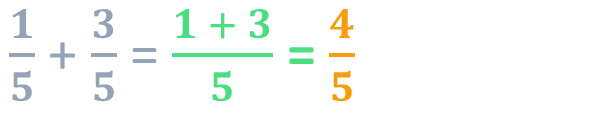 1/5 + 3/5 = (1 + 3)/5 = 4/5